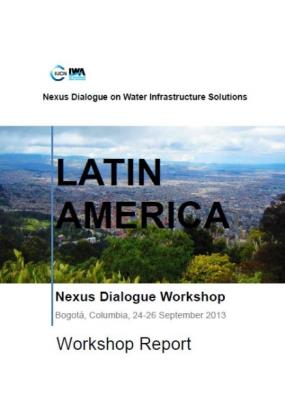 IUCN IWA
Nexus Dialogue on Water Infrastructure Solutions
LATIN
AMERICA
Nexus Dialogue Workshop
Bogotá, Columbia, 24-26 September 2013
Workshop Report